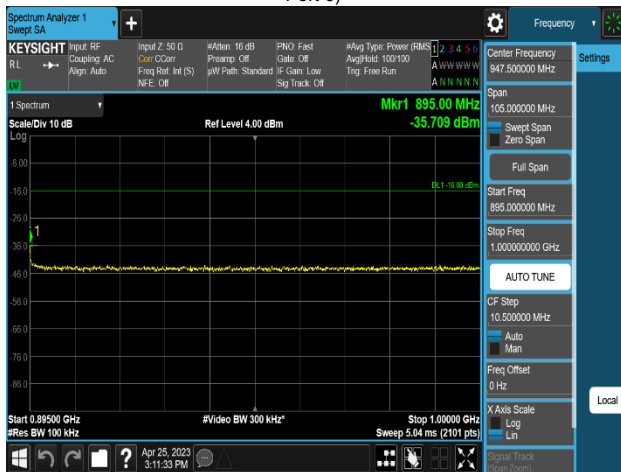 Spectrum Analyzer 1
Swept SA
+
Frequency
KEYSIGHT
RL
Input: RF
Coupling: AC
Align: Auto
Input Z: 50 Ω
Corr CCorr
Freq Ref: Int (S)
NFE: Off
#Atten: 16 dB
Preamp: Off
µW Path: Standard
PNO: Fast
Gate: Off
IF Gain: Low
Sig Track: Off
#Avg Type: Power (RMS
Avg|Hold: 100/100
Trig: Free Run
1 2 3 4 5 6
A W W W W W
A N N N N N
1 Spectrum
Scale/Div 10 dB
Log
Ref Level 4.00 dBm
Mkr1 895.00 MHz
-35.709 dBm
-6.00
-16.0
-26.0
-36.0
-46.0
-56.0
-66.0
-76.0
-86.0
DL1 -16.00 dBm
1
Start 0.89500 GHz
#Res BW 100 kHz
#Video BW 300 kHz*
Stop 1.00000 GHz
Sweep 5.04 ms (2101 pts)
Apr 25, 2023
3:11:33 PM
?
Center Frequency
947.500000 MHz
Settings
Span
105.000000 MHz
Swept Span
Zero Span
Full Span
Start Freq
895.000000 MHz
Stop Freq
1.000000000 GHz
AUTO TUNE
CF Step
10.500000 MHz
Auto
Man
Freq Offset
0 Hz
X Axis Scale
Log
Lin
Local
Signal Track
(Span Zoom)